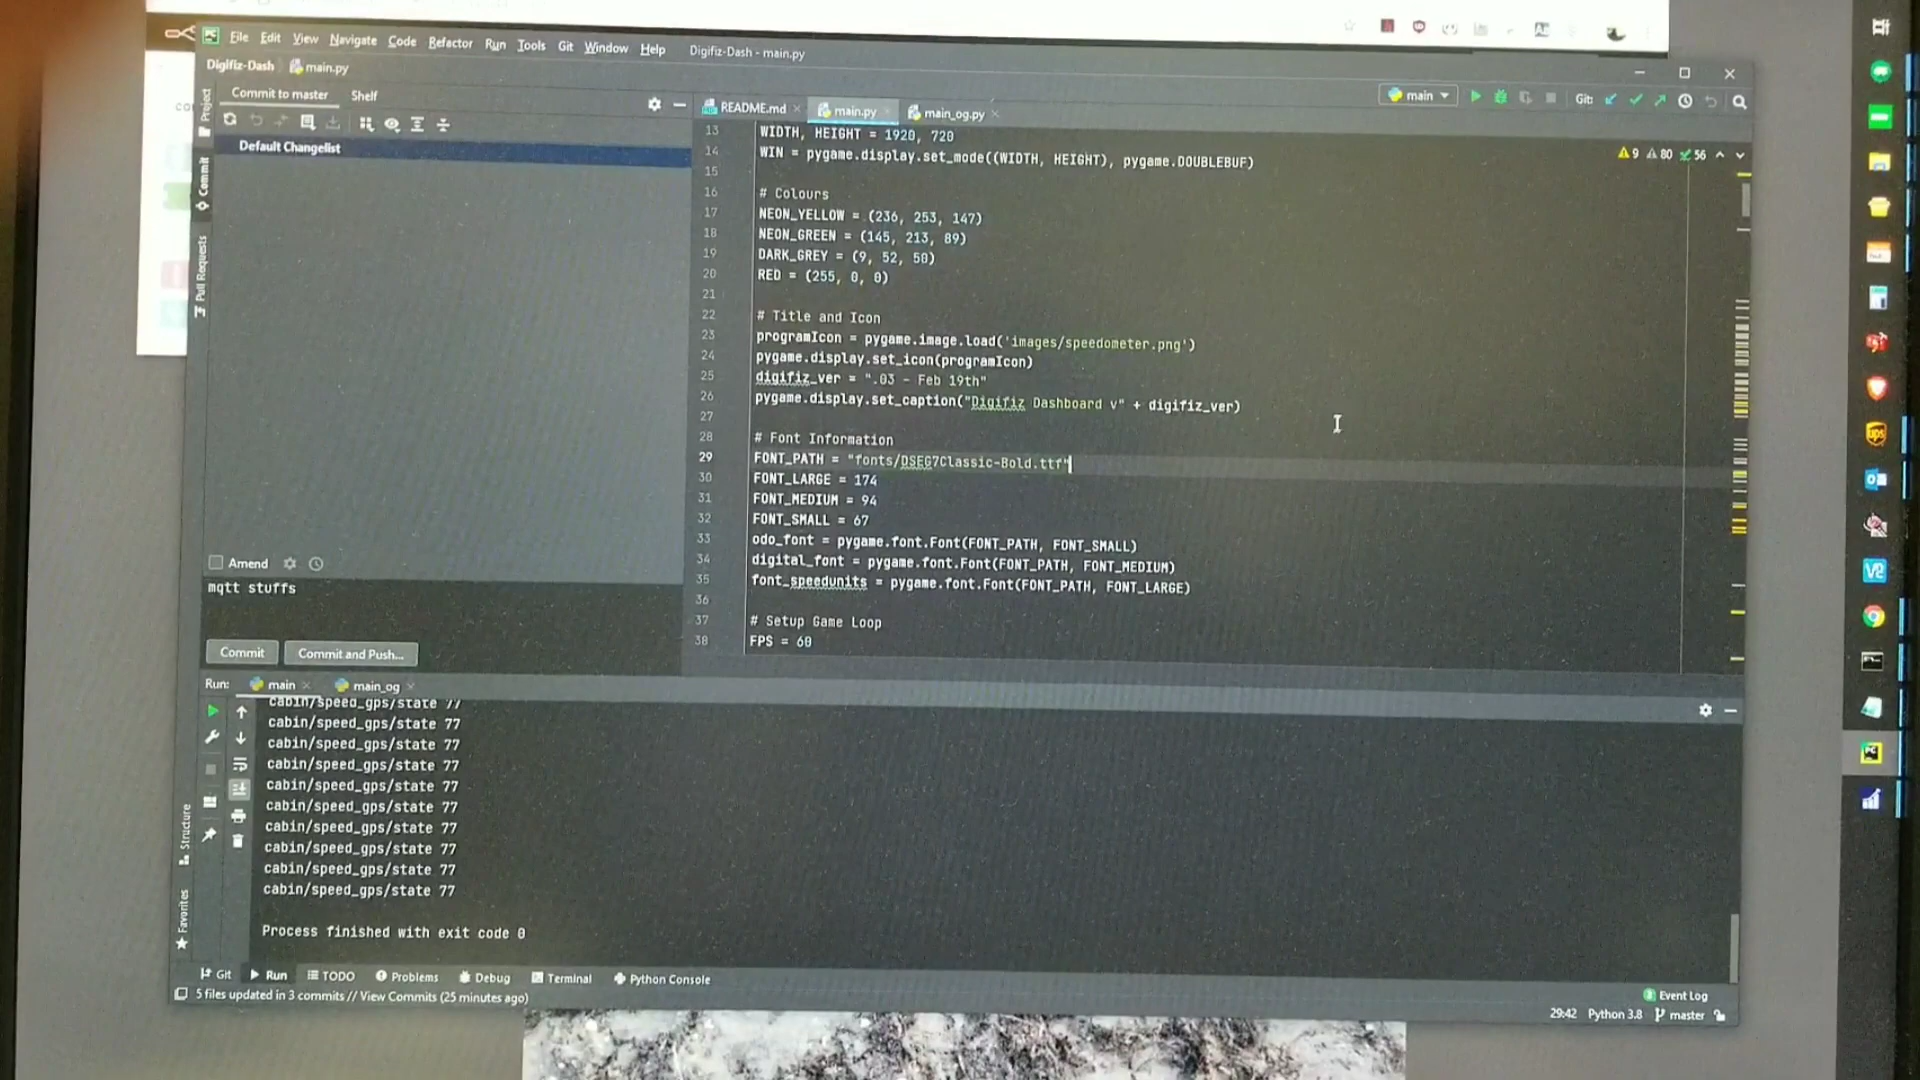 File Edit View Navigate Code Refactor Run Tools Git Window Help Digifiz-Dash - main.py
Digifiz-Dash main.py
Commit to master Shelf
README.md main.py main_og.py
main Git:
Default Changelist
9 80 56
Project
Commit
Pull Requests
13 WIDTH, HEIGHT = 1920, 720
14 WIN = pygame.display.set_mode((WIDTH, HEIGHT), pygame.DOUBLEBUF)
15
16 # Colours
17 NEON_YELLOW = (236, 253, 147)
18 NEON_GREEN = (145, 213, 89)
19 DARK_GREY = (9, 52, 50)
20 RED = (255, 0, 0)
21
22 # Title and Icon
23 programIcon = pygame.image.load('images/speedometer.png')
24 pygame.display.set_icon(programIcon)
25 digifiz_ver = ".03 - Feb 19th"
26 pygame.display.set_caption("Digifiz Dashboard v" + digifiz_ver)
27
28 # Font Information
29 FONT_PATH = "fonts/DSEG7Classic-Bold.ttf"
30 FONT_LARGE = 174
31 FONT_MEDIUM = 94
32 FONT_SMALL = 67
33 odo_font = pygame.font.Font(FONT_PATH, FONT_SMALL)
34 digital_font = pygame.font.Font(FONT_PATH, FONT_MEDIUM)
35 font_speedunits = pygame.font.Font(FONT_PATH, FONT_LARGE)
36
37 # Setup Game Loop
38 FPS = 60
Amend
mqtt stuffs
Commit Commit and Push...
Run: main main_og
cabin/speed_gps/state 77
cabin/speed_gps/state 77
cabin/speed_gps/state 77
cabin/speed_gps/state 77
cabin/speed_gps/state 77
cabin/speed_gps/state 77
cabin/speed_gps/state 77
cabin/speed_gps/state 77
cabin/speed_gps/state 77
cabin/speed_gps/state 77
Process finished with exit code 0
Structure
Favorites
Git Run TODO Problems Debug Terminal Python Console
5 files updated in 3 commits // View Commits (25 minutes ago)
Event Log
29:42 Python 3.8 master
ups